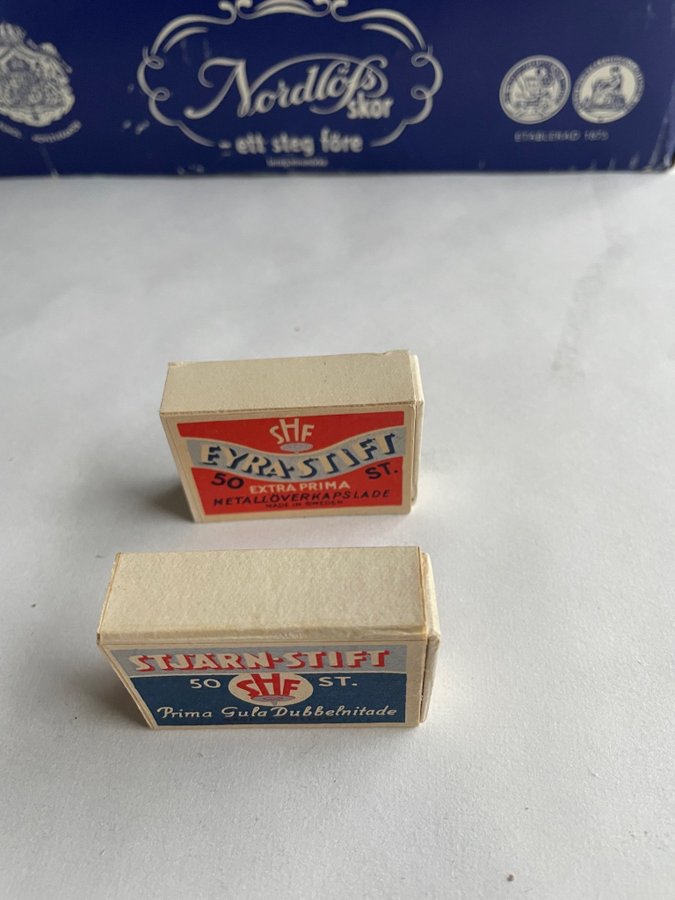 Nordlöfs
skor
- ett steg före
ETABLERAD 1875
SHF
EYRA-STIFT
50 ST.
EXTRA PRIMA
METALLÖVERKAPSLADE
MADE IN SWEDEN
STJÄRN-STIFT
50 SHF ST.
Prima Gula Dubbelnitade